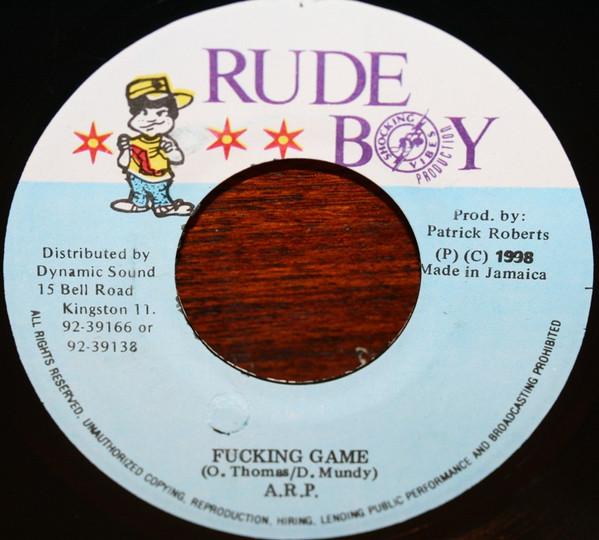 RUDE
BOY
SHOCKING
VIBES
PRODUCTION
Prod. by:
Patrick Roberts
(P) (C) 1998
Made in Jamaica
Distributed by
Dynamic Sound
15 Bell Road
Kingston 11.
92-39166 or
92-39138
FUCKING GAME
(O. Thomas/D. Mundy)
A.R.P.
ALL RIGHTS RESERVED. UNAUTHORIZED COPYING, REPRODUCTION, HIRING, LENDING PUBLIC PERFORMANCE AND BROADCASTING PROHIBITED